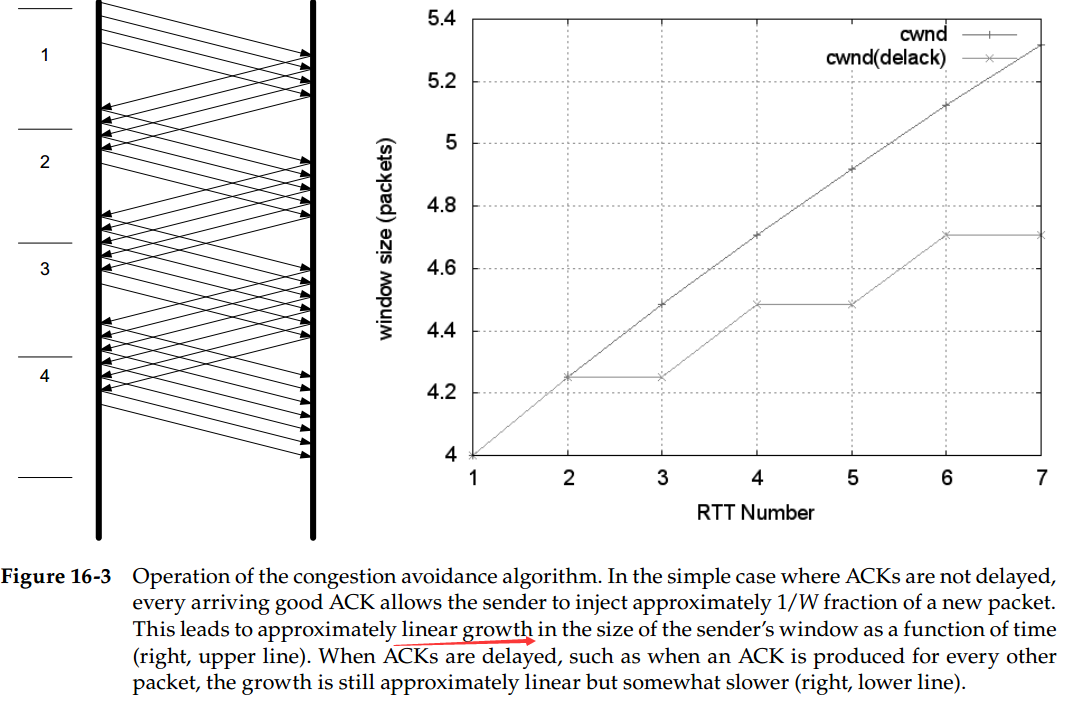 1
2
3
4
5.4
5.2
5
4.8
4.6
4.4
4.2
4
window size (packets)
cwnd
cwnd(delack)
1 2 3 4 5 6 7
RTT Number
Figure 16-3 Operation of the congestion avoidance algorithm. In the simple case where ACKs are not delayed,
every arriving good ACK allows the sender to inject approximately 1/W fraction of a new packet.
This leads to approximately linear growth in the size of the sender's window as a function of time
(right, upper line). When ACKs are delayed, such as when an ACK is produced for every other
packet, the growth is still approximately linear but somewhat slower (right, lower line).